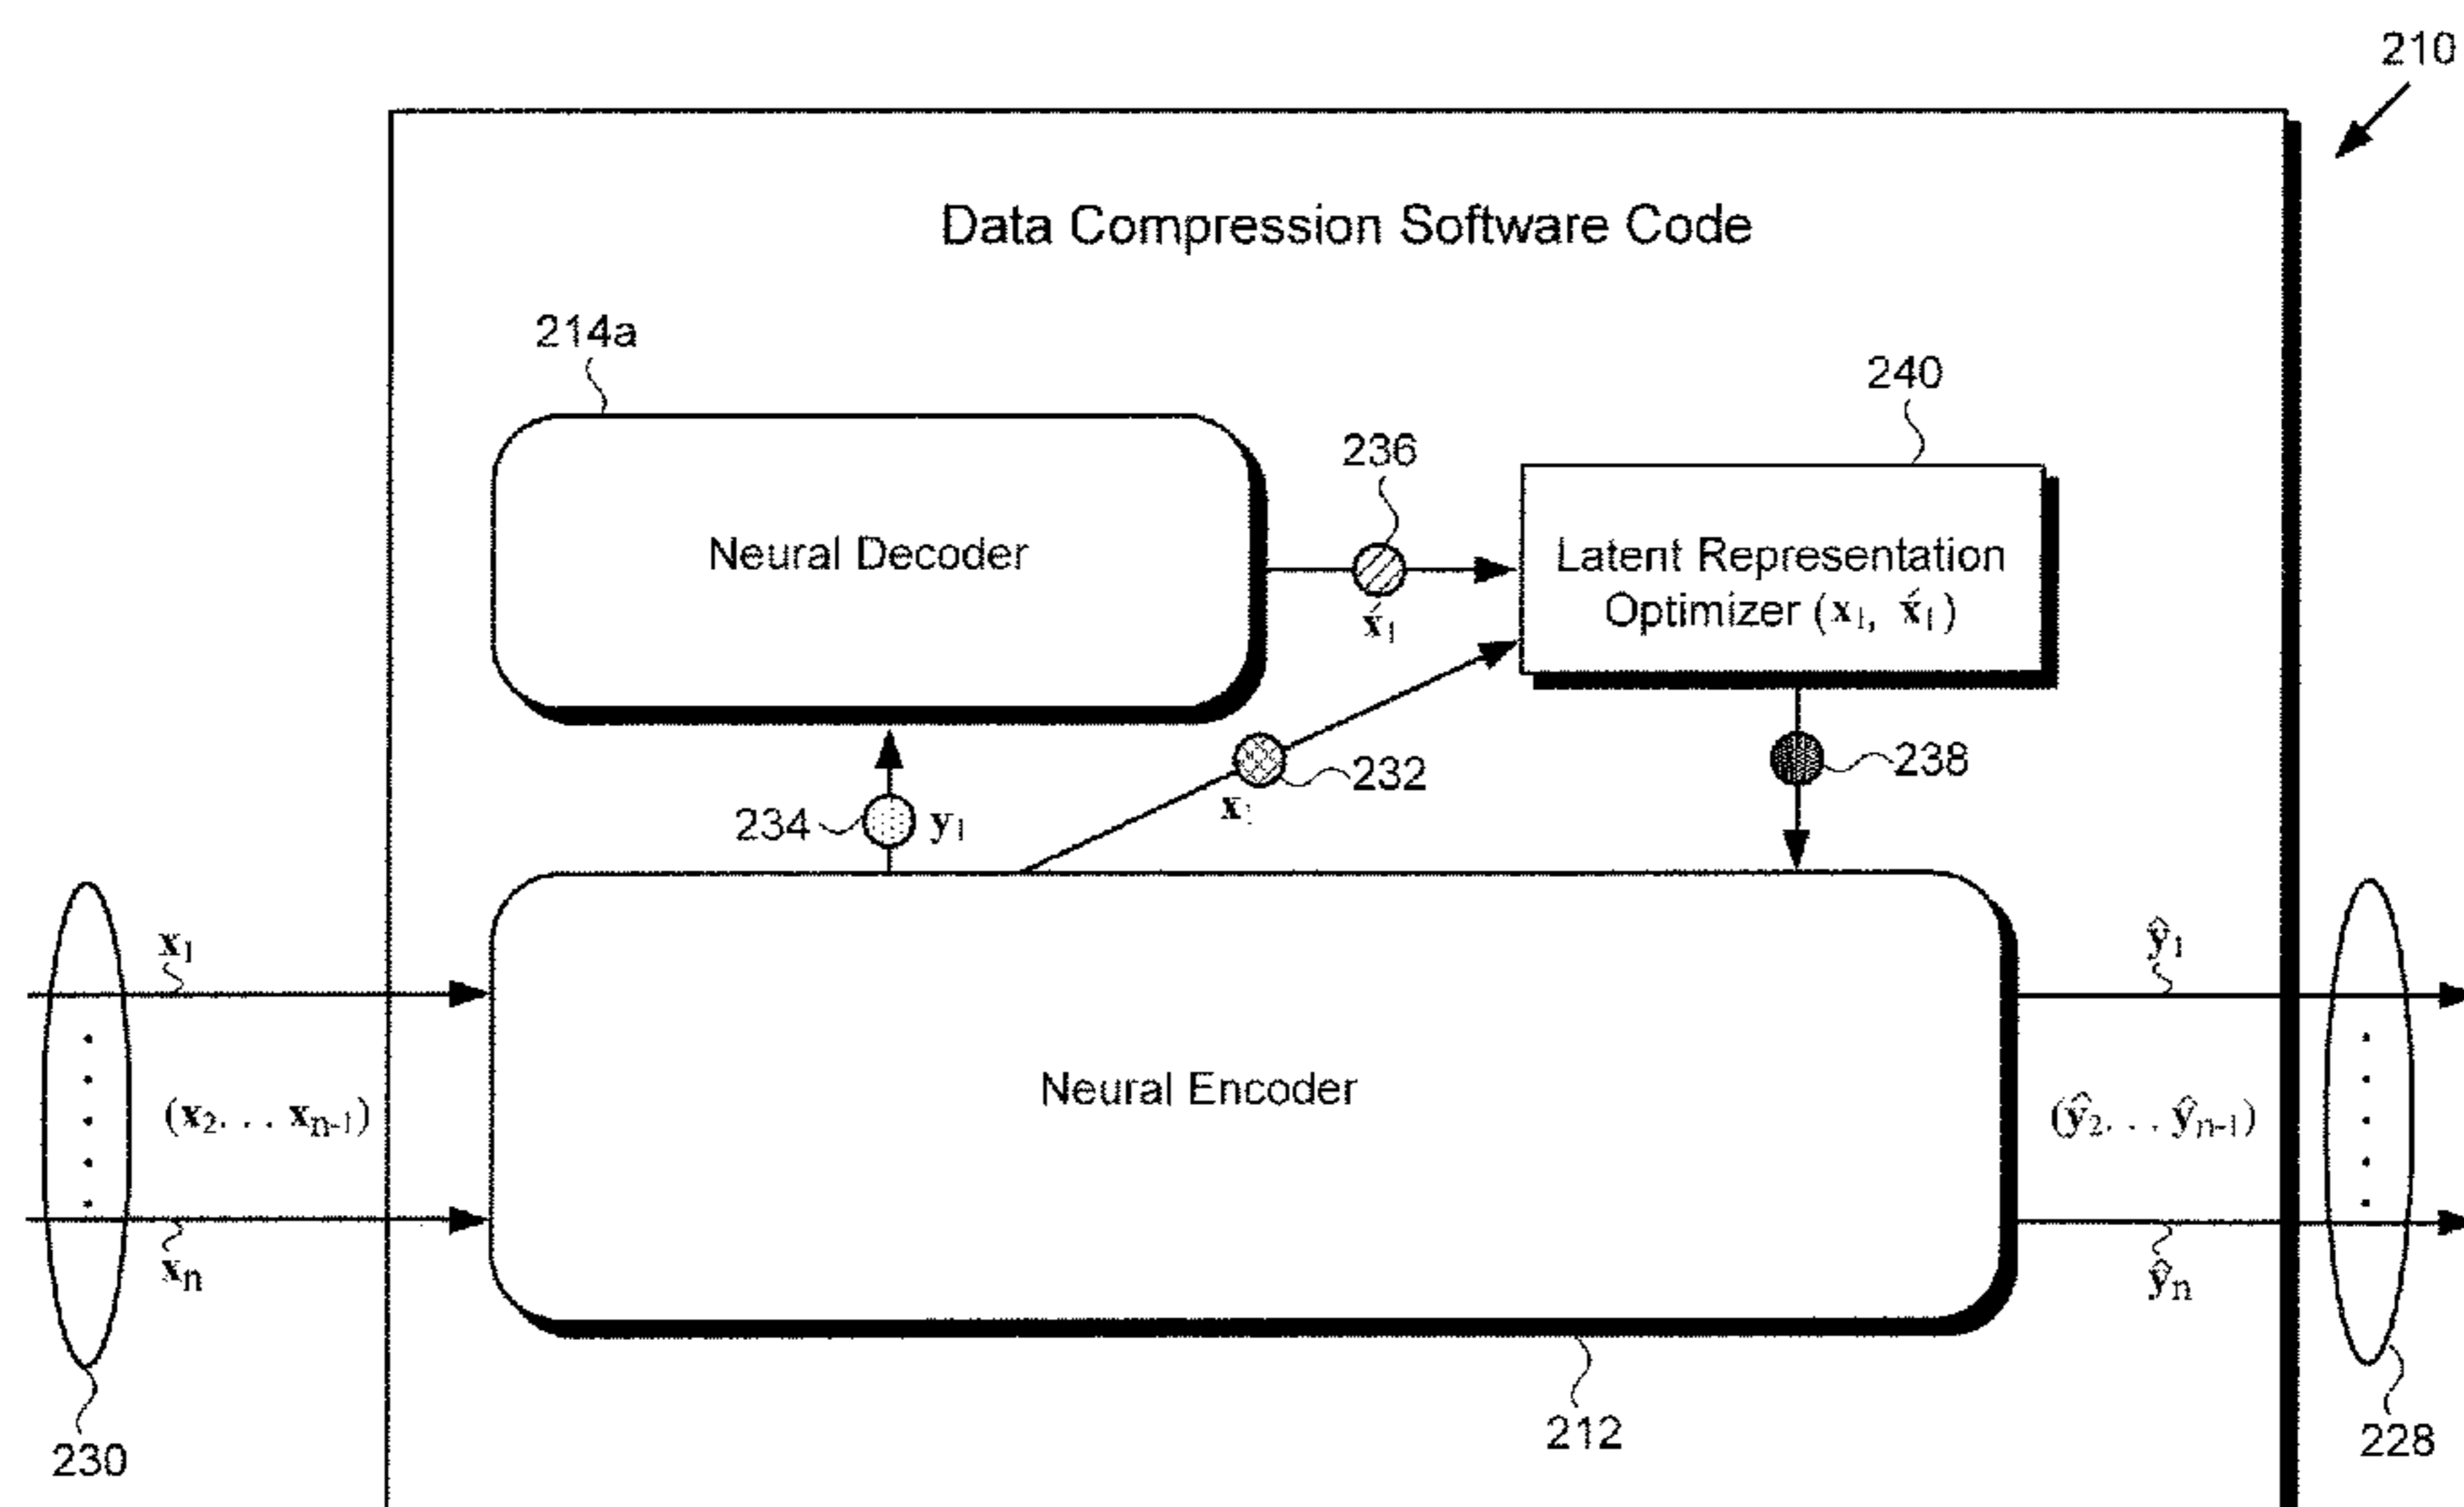 210
Data Compression Software Code
214a
240
236
Neural Decoder
Latent Representation
Optimizer (x₁, x́₁)
x́₁
232
x₁
238
234
y₁
x₁
ŷ₁
Neural Encoder
(x₂. . . xₙ₋₁)
(ŷ₂. . . ŷₙ₋₁)
xₙ
ŷₙ
212
230
228